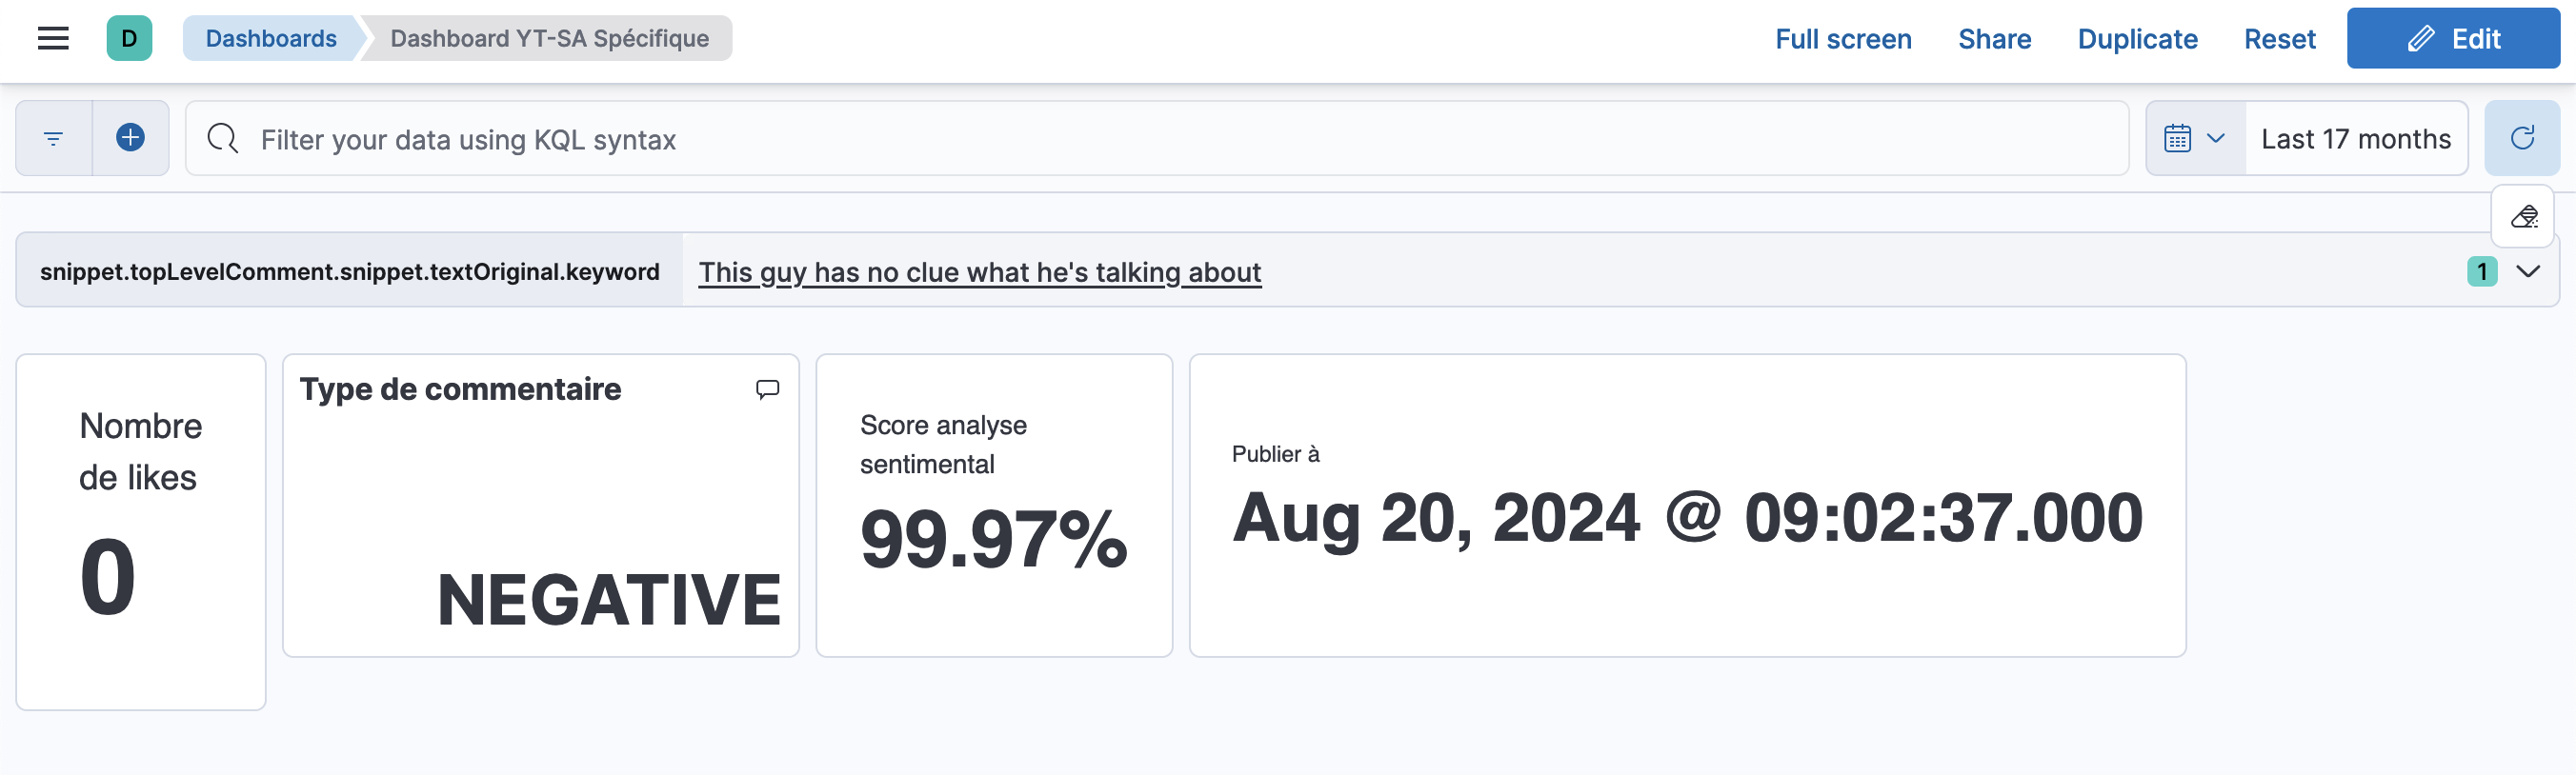 D
Dashboards
Dashboard YT-SA Spécifique
Full screen
Share
Duplicate
Reset
Edit
Filter your data using KQL syntax
Last 17 months
snippet.topLevelComment.snippet.textOriginal.keyword
This guy has no clue what he's talking about
1
Nombre
de likes
0
Type de commentaire
NEGATIVE
Score analyse
sentimental
99.97%
Publier à
Aug 20, 2024 @ 09:02:37.000